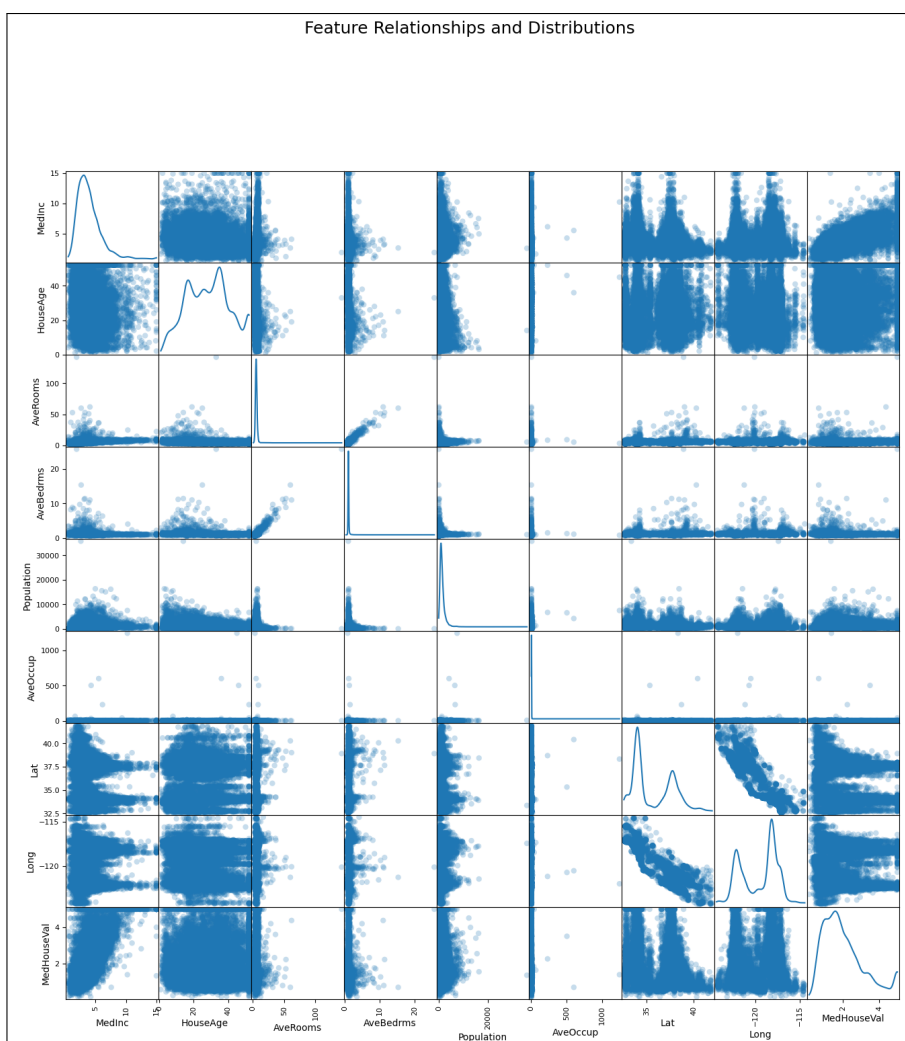 Feature Relationships and Distributions
15
10
5
MedInc
40
20
0
HouseAge
100
50
0
AveRooms
20
10
0
AveBedrms
30000
20000
10000
0
Population
1000
500
0
AveOccup
40.0
37.5
35.0
32.5
Lat
−115
−120
Long
4
2
MedHouseVal
5 10 15 0 20 40 0 50 100 0 10 20 0 20000 0 500 1000 35 40 −120 −115 2 4
MedInc HouseAge AveRooms AveBedrms Population AveOccup Lat Long MedHouseVal